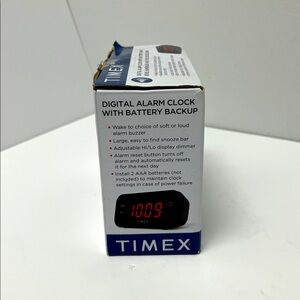 TIMEX
DIGITAL ALARM CLOCK
WITH BATTERY BACKUP
• Wake to choice of soft or loud
alarm buzzer
• Large, easy to find snooze bar
• Adjustable Hi/Lo display dimmer
• Alarm reset button turns off
alarm and automatically resets
it for the next day
• Install 2 AAA batteries (not
included) to maintain clock
settings in case of power failure
10:09
TIMEX
TIMEX